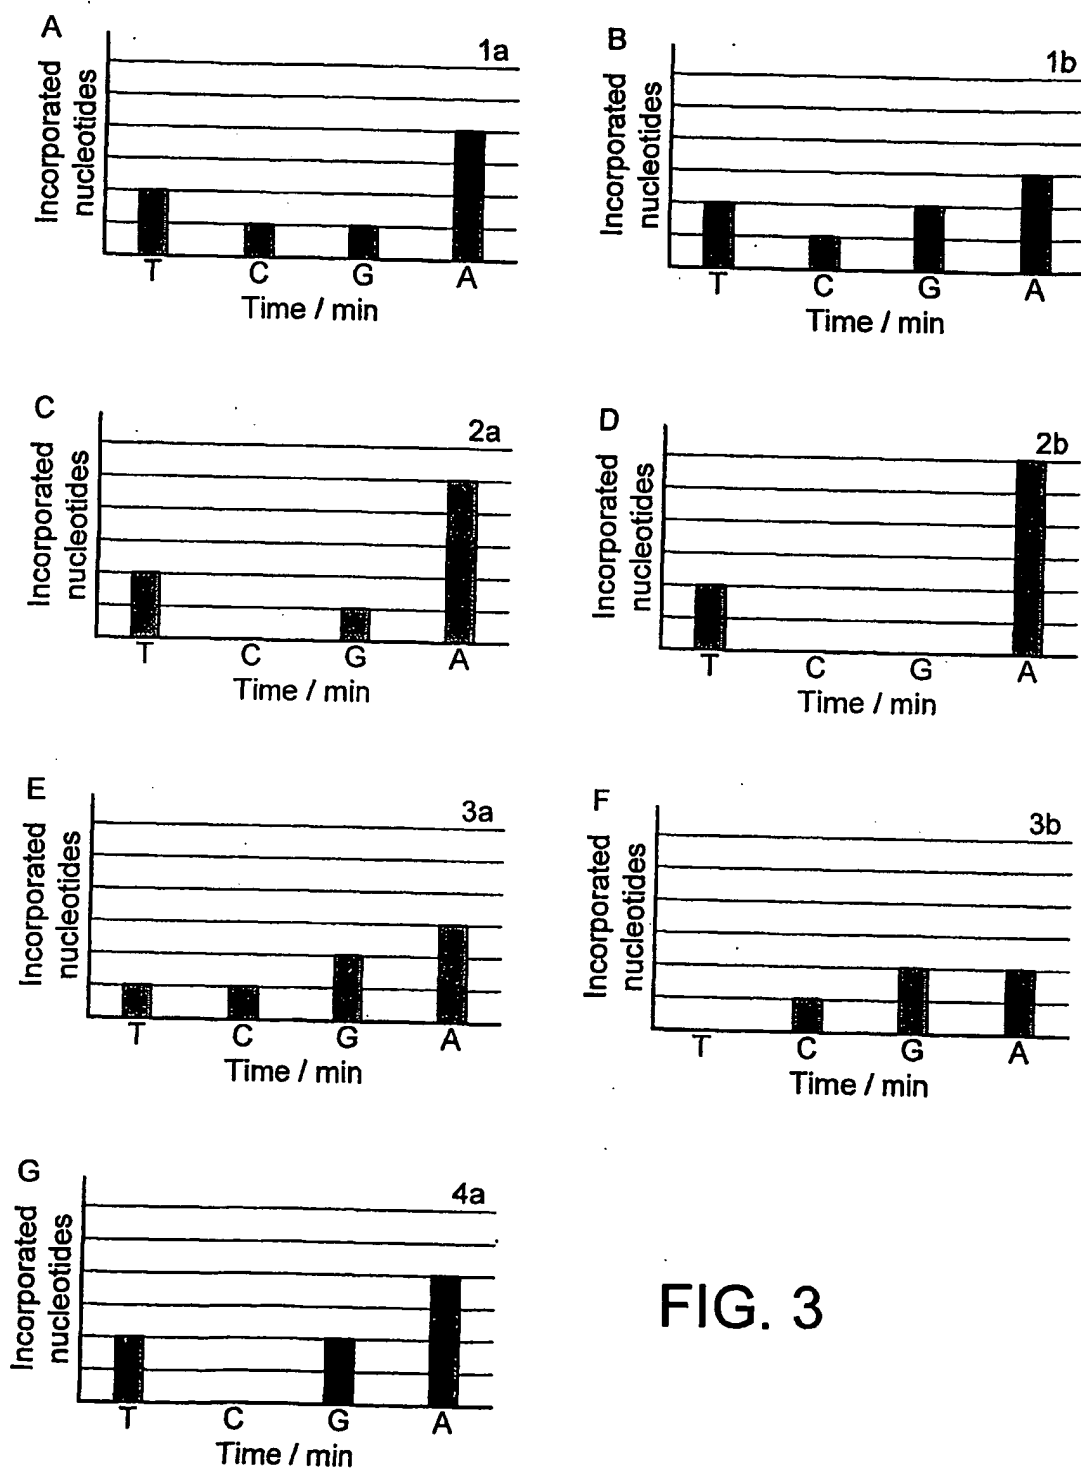 A
1a
Incorporated
nucleotides
T C G A
Time / min
B
1b
Incorporated
nucleotides
T C G A
Time / min
C
2a
Incorporated
nucleotides
T C G A
Time / min
D
2b
Incorporated
nucleotides
T C G A
Time / min
E
3a
Incorporated
nucleotides
T C G A
Time / min
F
3b
Incorporated
nucleotides
T C G A
Time / min
G
4a
Incorporated
nucleotides
T C G A
Time / min
FIG. 3